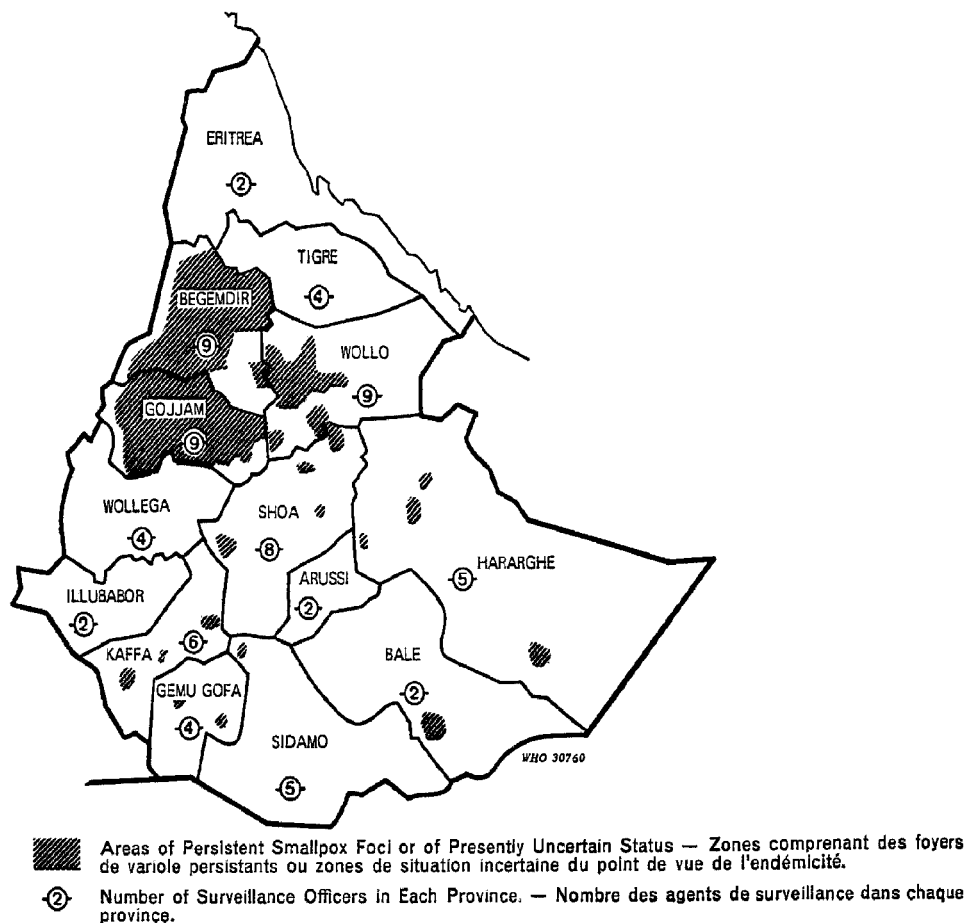 ERITREA
2
TIGRE
4
BEGEMDIR
9
WOLLO
9
GOJJAM
9
WOLLEGA
4
SHOA
8
HARARGHE
5
ARUSSI
2
ILLUBABOR
2
KAFFA
6
BALE
2
GEMU GOFA
4
SIDAMO
5
WHO 30760
Areas of Persistent Smallpox Foci or of Presently Uncertain Status — Zones comprenant des foyers
de variole persistants ou zones de situation incertaine du point de vue de l'endémicité.
2 Number of Surveillance Officers in Each Province. — Nombre des agents de surveillance dans chaque
province.